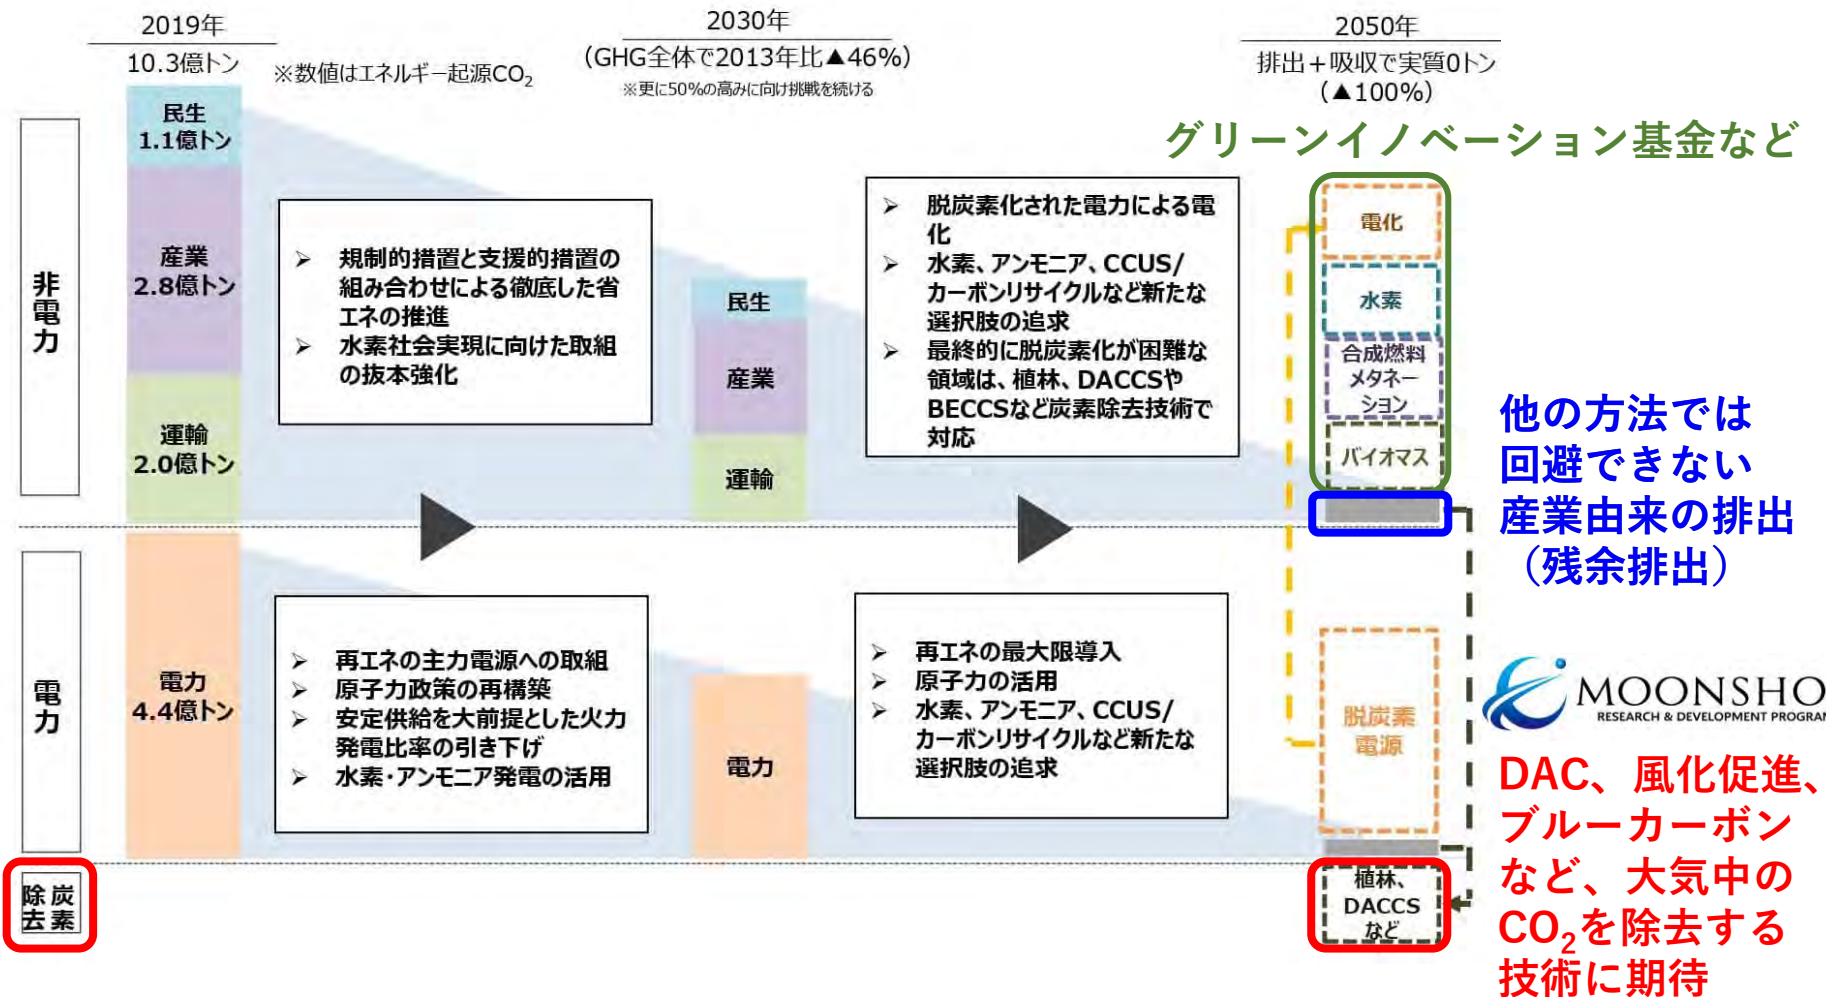 2019年
10.3億トン
※数値はエネルギー起源CO₂
2030年
(GHG全体で2013年比▲46%)
※更に50%の高みに向け挑戦を続ける
2050年
排出+吸収で実質0トン
(▲100%)
グリーンイノベーション基金など
非電力
民生
1.1億トン
産業
2.8億トン
運輸
2.0億トン
➢ 規制的措置と支援的措置の
組み合わせによる徹底した省
エネの推進
➢ 水素社会実現に向けた取組
の抜本強化
民生
産業
運輸
➢ 脱炭素化された電力による電
化
➢ 水素、アンモニア、CCUS/
カーボンリサイクルなど新たな
選択肢の追求
➢ 最終的に脱炭素化が困難な
領域は、植林、DACCSや
BECCSなど炭素除去技術で
対応
電化
水素
合成燃料
メタネー
ション
バイオマス
他の方法では
回避できない
産業由来の排出
(残余排出)
電力
電力
4.4億トン
➢ 再エネの主力電源への取組
➢ 原子力政策の再構築
➢ 安定供給を大前提とした火力
発電比率の引き下げ
➢ 水素・アンモニア発電の活用
電力
➢ 再エネの最大限導入
➢ 原子力の活用
➢ 水素、アンモニア、CCUS/
カーボンリサイクルなど新たな
選択肢の追求
脱炭素
電源
MOONSHO
RESEARCH & DEVELOPMENT PROGRAM
炭素
除去
植林、
DACCS
など
DAC、風化促進、
ブルーカーボン
など、大気中の
CO₂を除去する
技術に期待